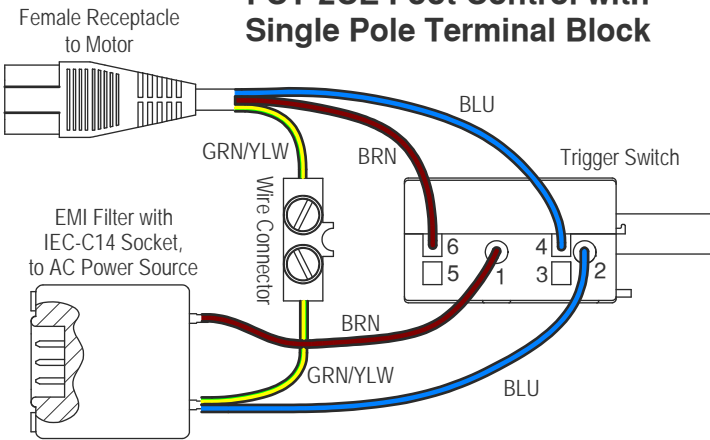 Single Pole Terminal Block
Female Receptacle
to Motor
BLU
GRN/YLW
BRN
Trigger Switch
Wire Connector
EMI Filter with
IEC-C14 Socket,
to AC Power Source
6
4
5
1
3
2
BRN
GRN/YLW
BLU